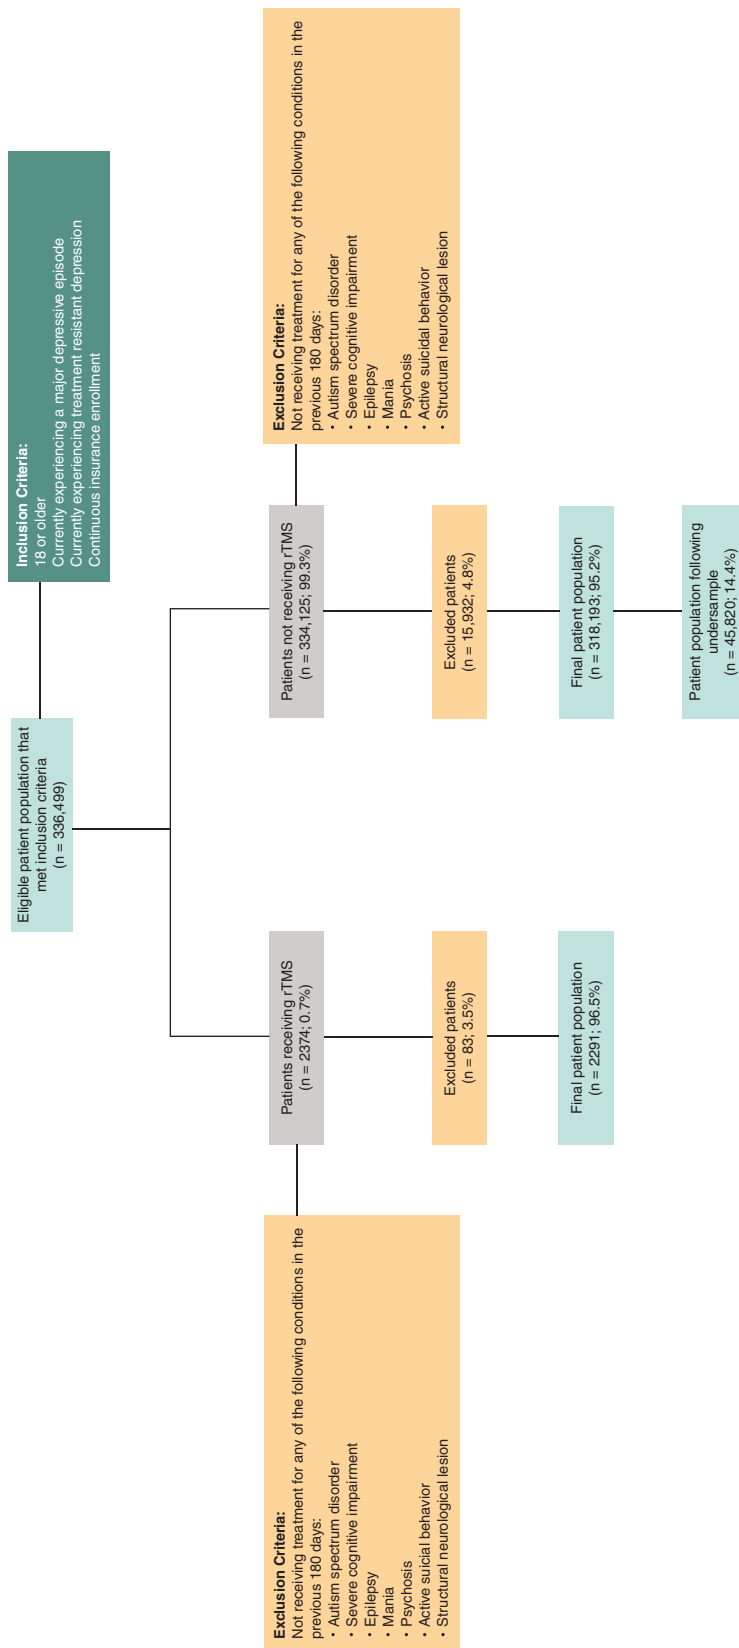 Eligible patient population that
met inclusion criteria
(n = 336,499)
Inclusion Criteria:
18 or older
Currently experiencing a major depressive episode
Currently experiencing treatment resistant depression
Continuous insurance enrollment
Exclusion Criteria:
Not receiving treatment for any of the following conditions in the
previous 180 days:
• Autism spectrum disorder
• Severe cognitive impairment
• Epilepsy
• Mania
• Psychosis
• Active suicial behavior
• Structural neurological lesion
Patients receiving rTMS
(n = 2374; 0.7%)
Patients not receiving rTMS
(n = 334,125; 99.3%)
Exclusion Criteria:
Not receiving treatment for any of the following conditions in the
previous 180 days:
• Autism spectrum disorder
• Severe cognitive impairment
• Epilepsy
• Mania
• Psychosis
• Active suicidal behavior
• Structural neurological lesion
Excluded patients
(n = 83; 3.5%)
Excluded patients
(n = 15,932; 4.8%)
Final patient population
(n = 2291; 96.5%)
Final patient population
(n = 318,193; 95.2%)
Patient population following
undersample
(n = 45,820; 14.4%)